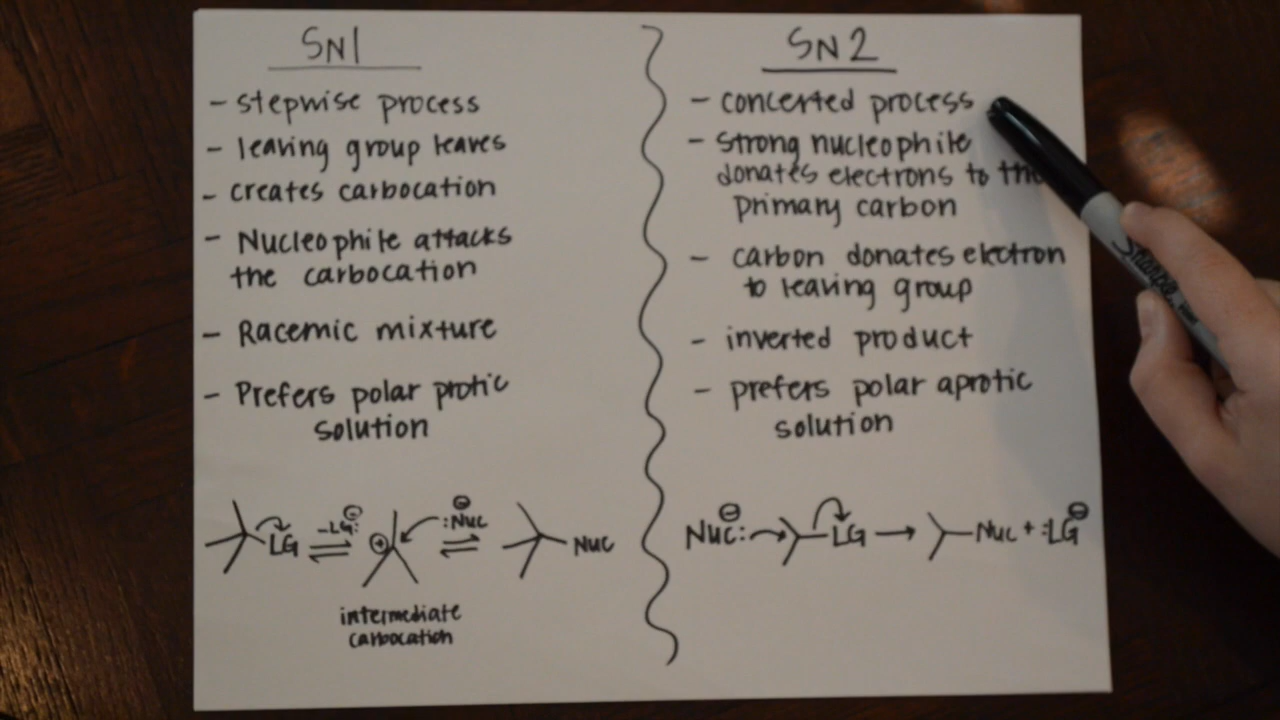 SN1
- stepwise process
- leaving group leaves
- creates carbocation
- Nucleophile attacks
the carbocation
- Racemic mixture
- Prefers polar protic
solution
LG -LG:⊖ ⊕ ⊖:Nuc Nuc
intermediate
carbocation
SN2
- concerted process
- Strong nucleophile
donates electrons to
primary carbon
- carbon donates electron
to leaving group
- inverted product
- prefers polar aprotic
solution
Nuc:⊖ LG → Nuc + :LG⊖
Sharpie